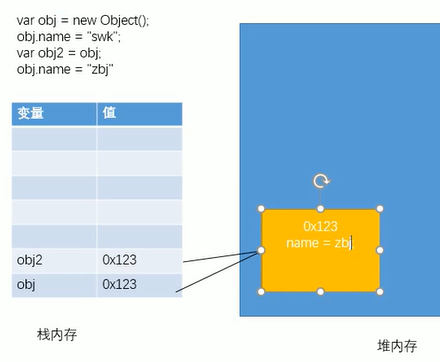 var obj = new Object();
obj.name = "swk";
var obj2 = obj;
obj.name = "zbj"
变量 值
obj2 0x123
obj 0x123
0x123
name = zbj
栈内存
堆内存